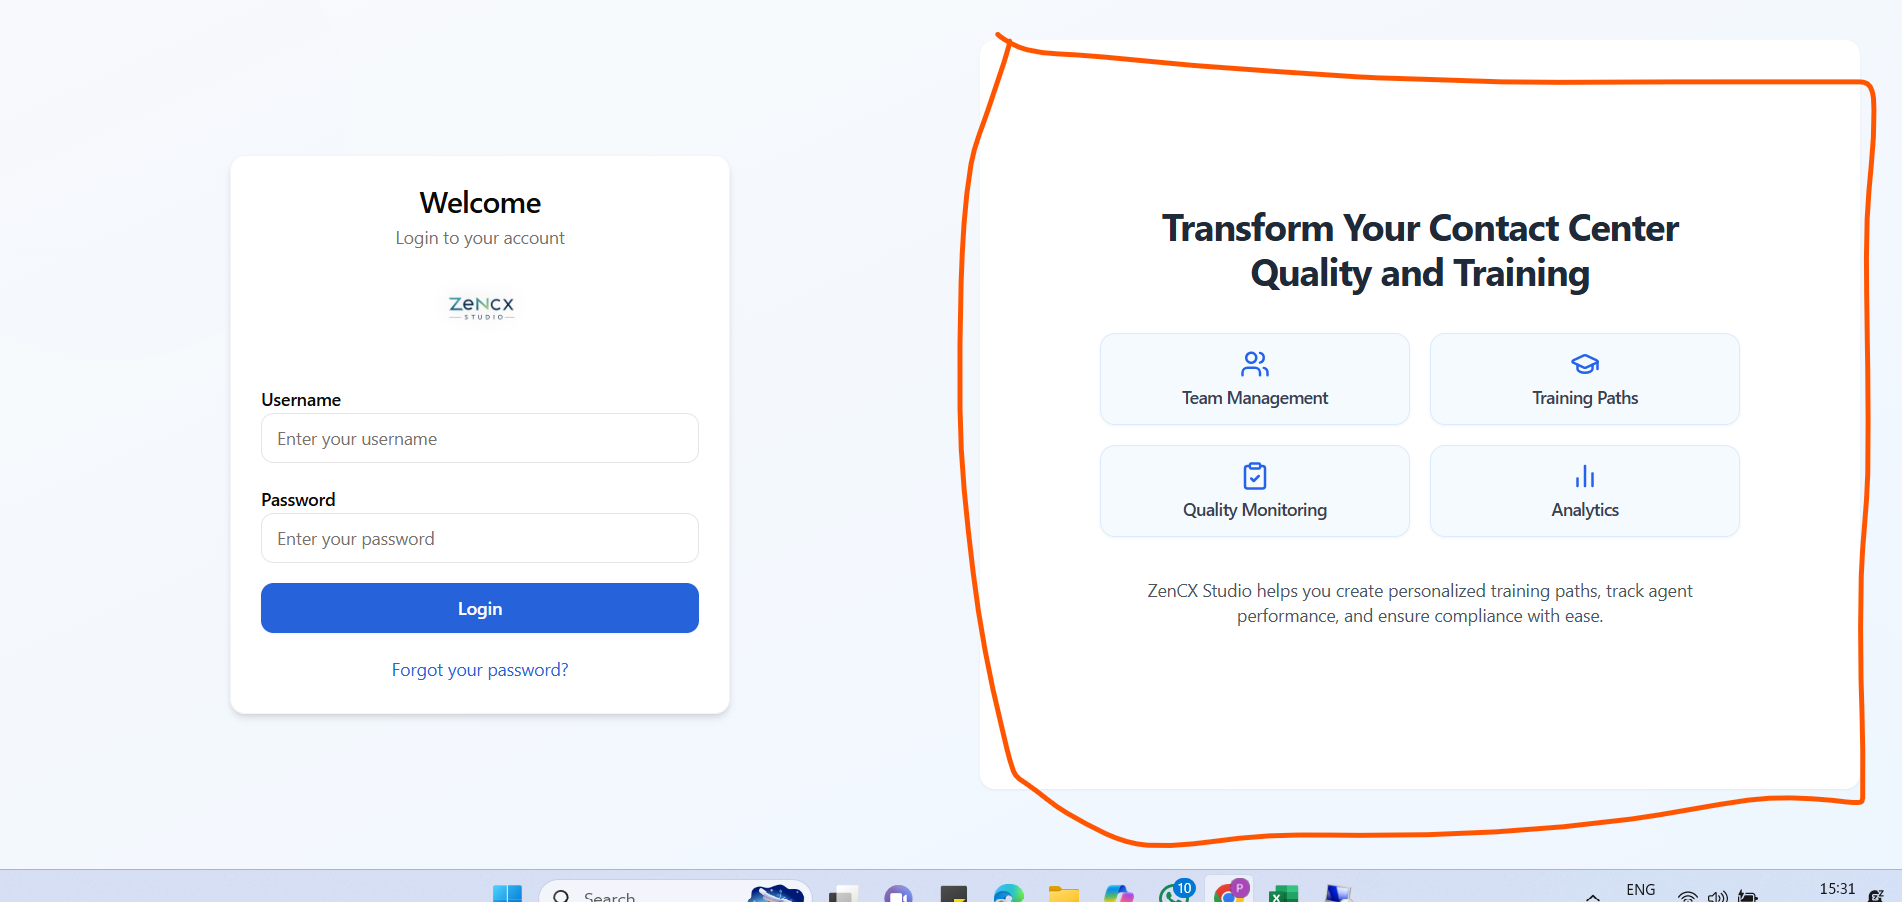 Welcome
Login to your account
ZeNcx
STUDIO
Username
Enter your username
Password
Enter your password
Login
Forgot your password?
Transform Your Contact Center
Quality and Training
Team Management
Training Paths
Quality Monitoring
Analytics
ZenCX Studio helps you create personalized training paths, track agent
performance, and ensure compliance with ease.
Search
10
P
ENG
15:31